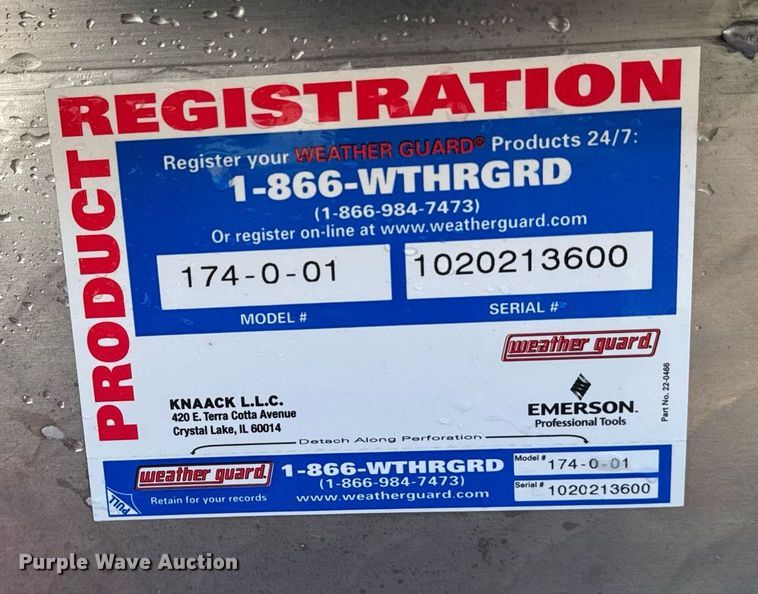 PRODUCT REGISTRATION
Register your WEATHER GUARD® Products 24/7:
1-866-WTHRGRD
(1-866-984-7473)
Or register on-line at www.weatherguard.com
174-0-01
1020213600
MODEL #
SERIAL #
weather guard.
KNAACK L.L.C.
420 E. Terra Cotta Avenue
Crystal Lake, IL 60014
EMERSON™
Professional Tools
Part No. 22-0466
Detach Along Perforation
weather guard.
Retain for your records
PULL
1-866-WTHRGRD
(1-866-984-7473)
www.weatherguard.com
Model # 174-0-01
Serial # 1020213600
Purple Wave Auction